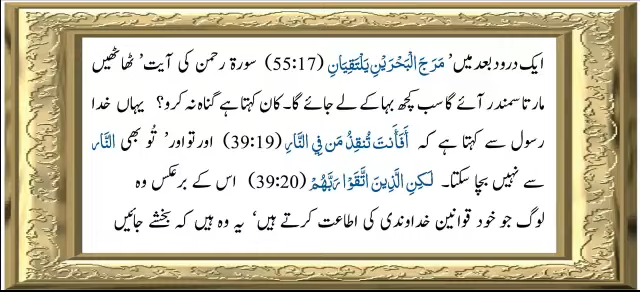 ایک درود بعد میں’ مَرَجَ الْبَحْرَيْنِ يَلْتَقِيَانِ (55:17) سورۃ رحمن کی آیت’ ٹھاٹھیں
مارتا سمندر آئے گا سب کچھ بہا کے لے جائے گا۔ کان کہتا ہے گناہ نہ کرو؟ یہاں خدا
رسول سے کہتا ہے کہ أَفَأَنتَ تُنقِذُ مَن فِي النَّارِ (39:19) اور تو اور’ تُو بھی النَّار
سے نہیں بچا سکتا۔ لَـٰكِنِ الَّذِينَ اتَّقَوْا رَبَّهُمْ (39:20) اس کے برعکس وہ
لوگ جو خود قوانین خداوندی کی اطاعت کرتے ہیں‘ یہ وہ ہیں کہ بخشے جائیں